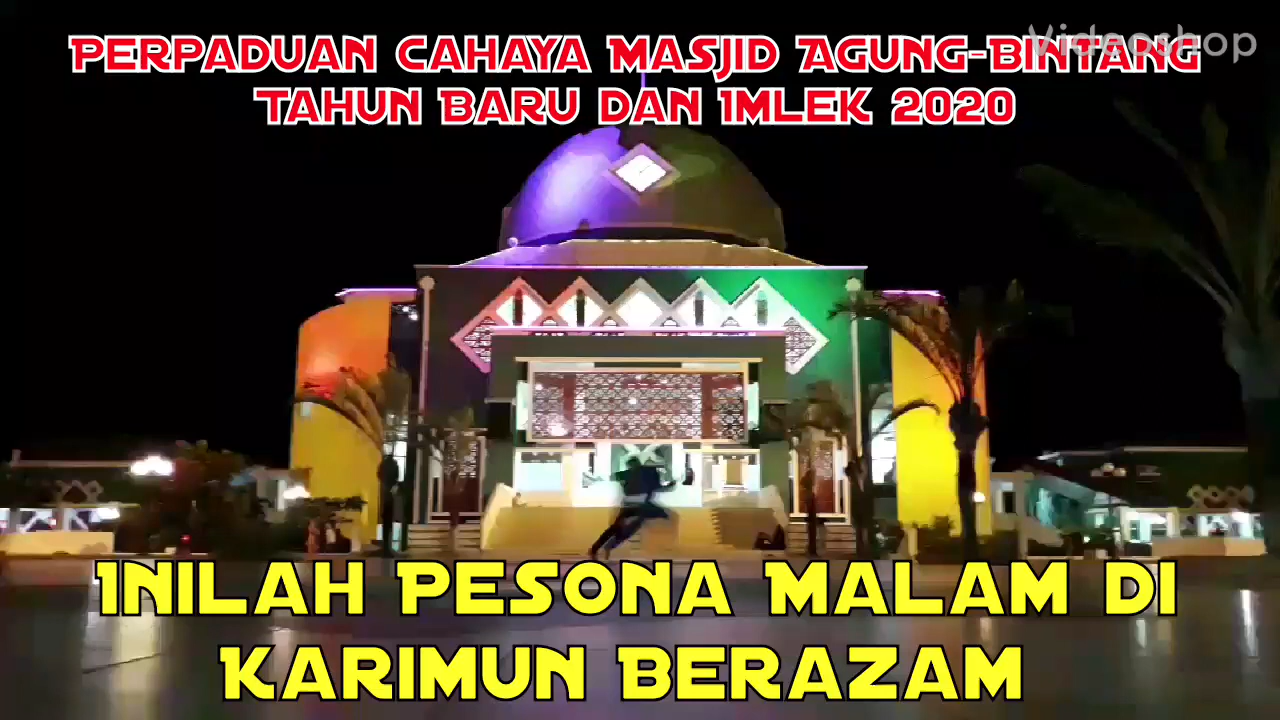 Videoshop
PERPADUAN CAHAYA MASJID AGUNG-BINTANG
TAHUN BARU DAN IMLEK 2020
INILAH PESONA MALAM DI
KARIMUN BERAZAM